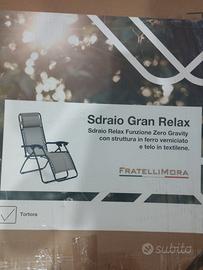 Sdraio Gran Relax
Sdraio Relax Funzione Zero Gravity
con struttura in ferro verniciato
e telo in textilene.
FRATELLIMORA
Tortora
subito